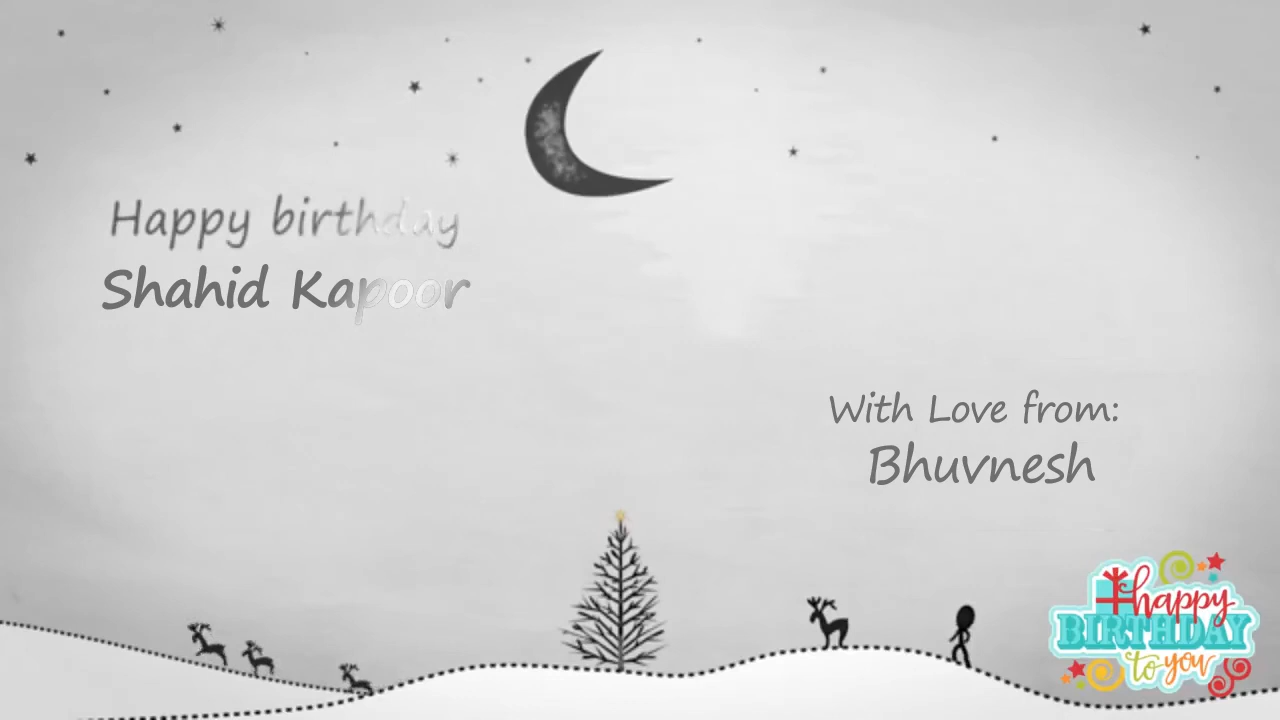 Happy birthday
Shahid Kapoor
With Love from:
Bhuvnesh
happy
BIRTHDAY
to you